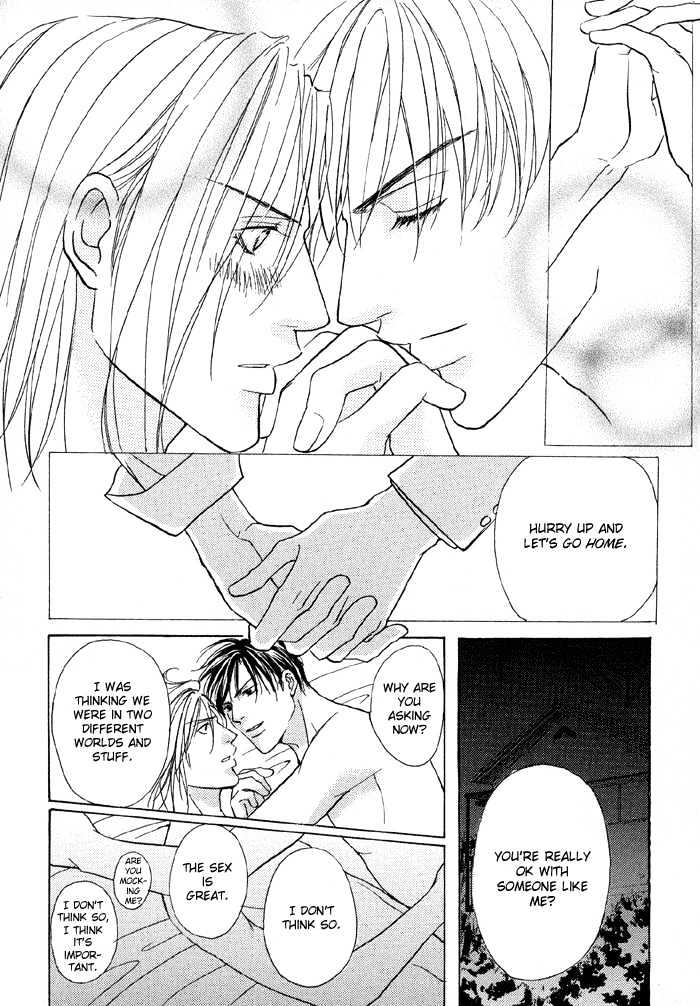 HURRY UP AND
LET'S GO HOME.
YOU'RE REALLY
OK WITH
SOMEONE LIKE
ME?
WHY ARE
YOU
ASKING
NOW?
I WAS
THINKING WE
WERE IN TWO
DIFFERENT
WORLDS AND
STUFF.
I DON'T
THINK SO.
THE SEX
IS
GREAT.
ARE
YOU
MOCK-
ING
ME?
I DON'T
THINK SO,
I THINK
IT'S
IMPOR-
TANT.